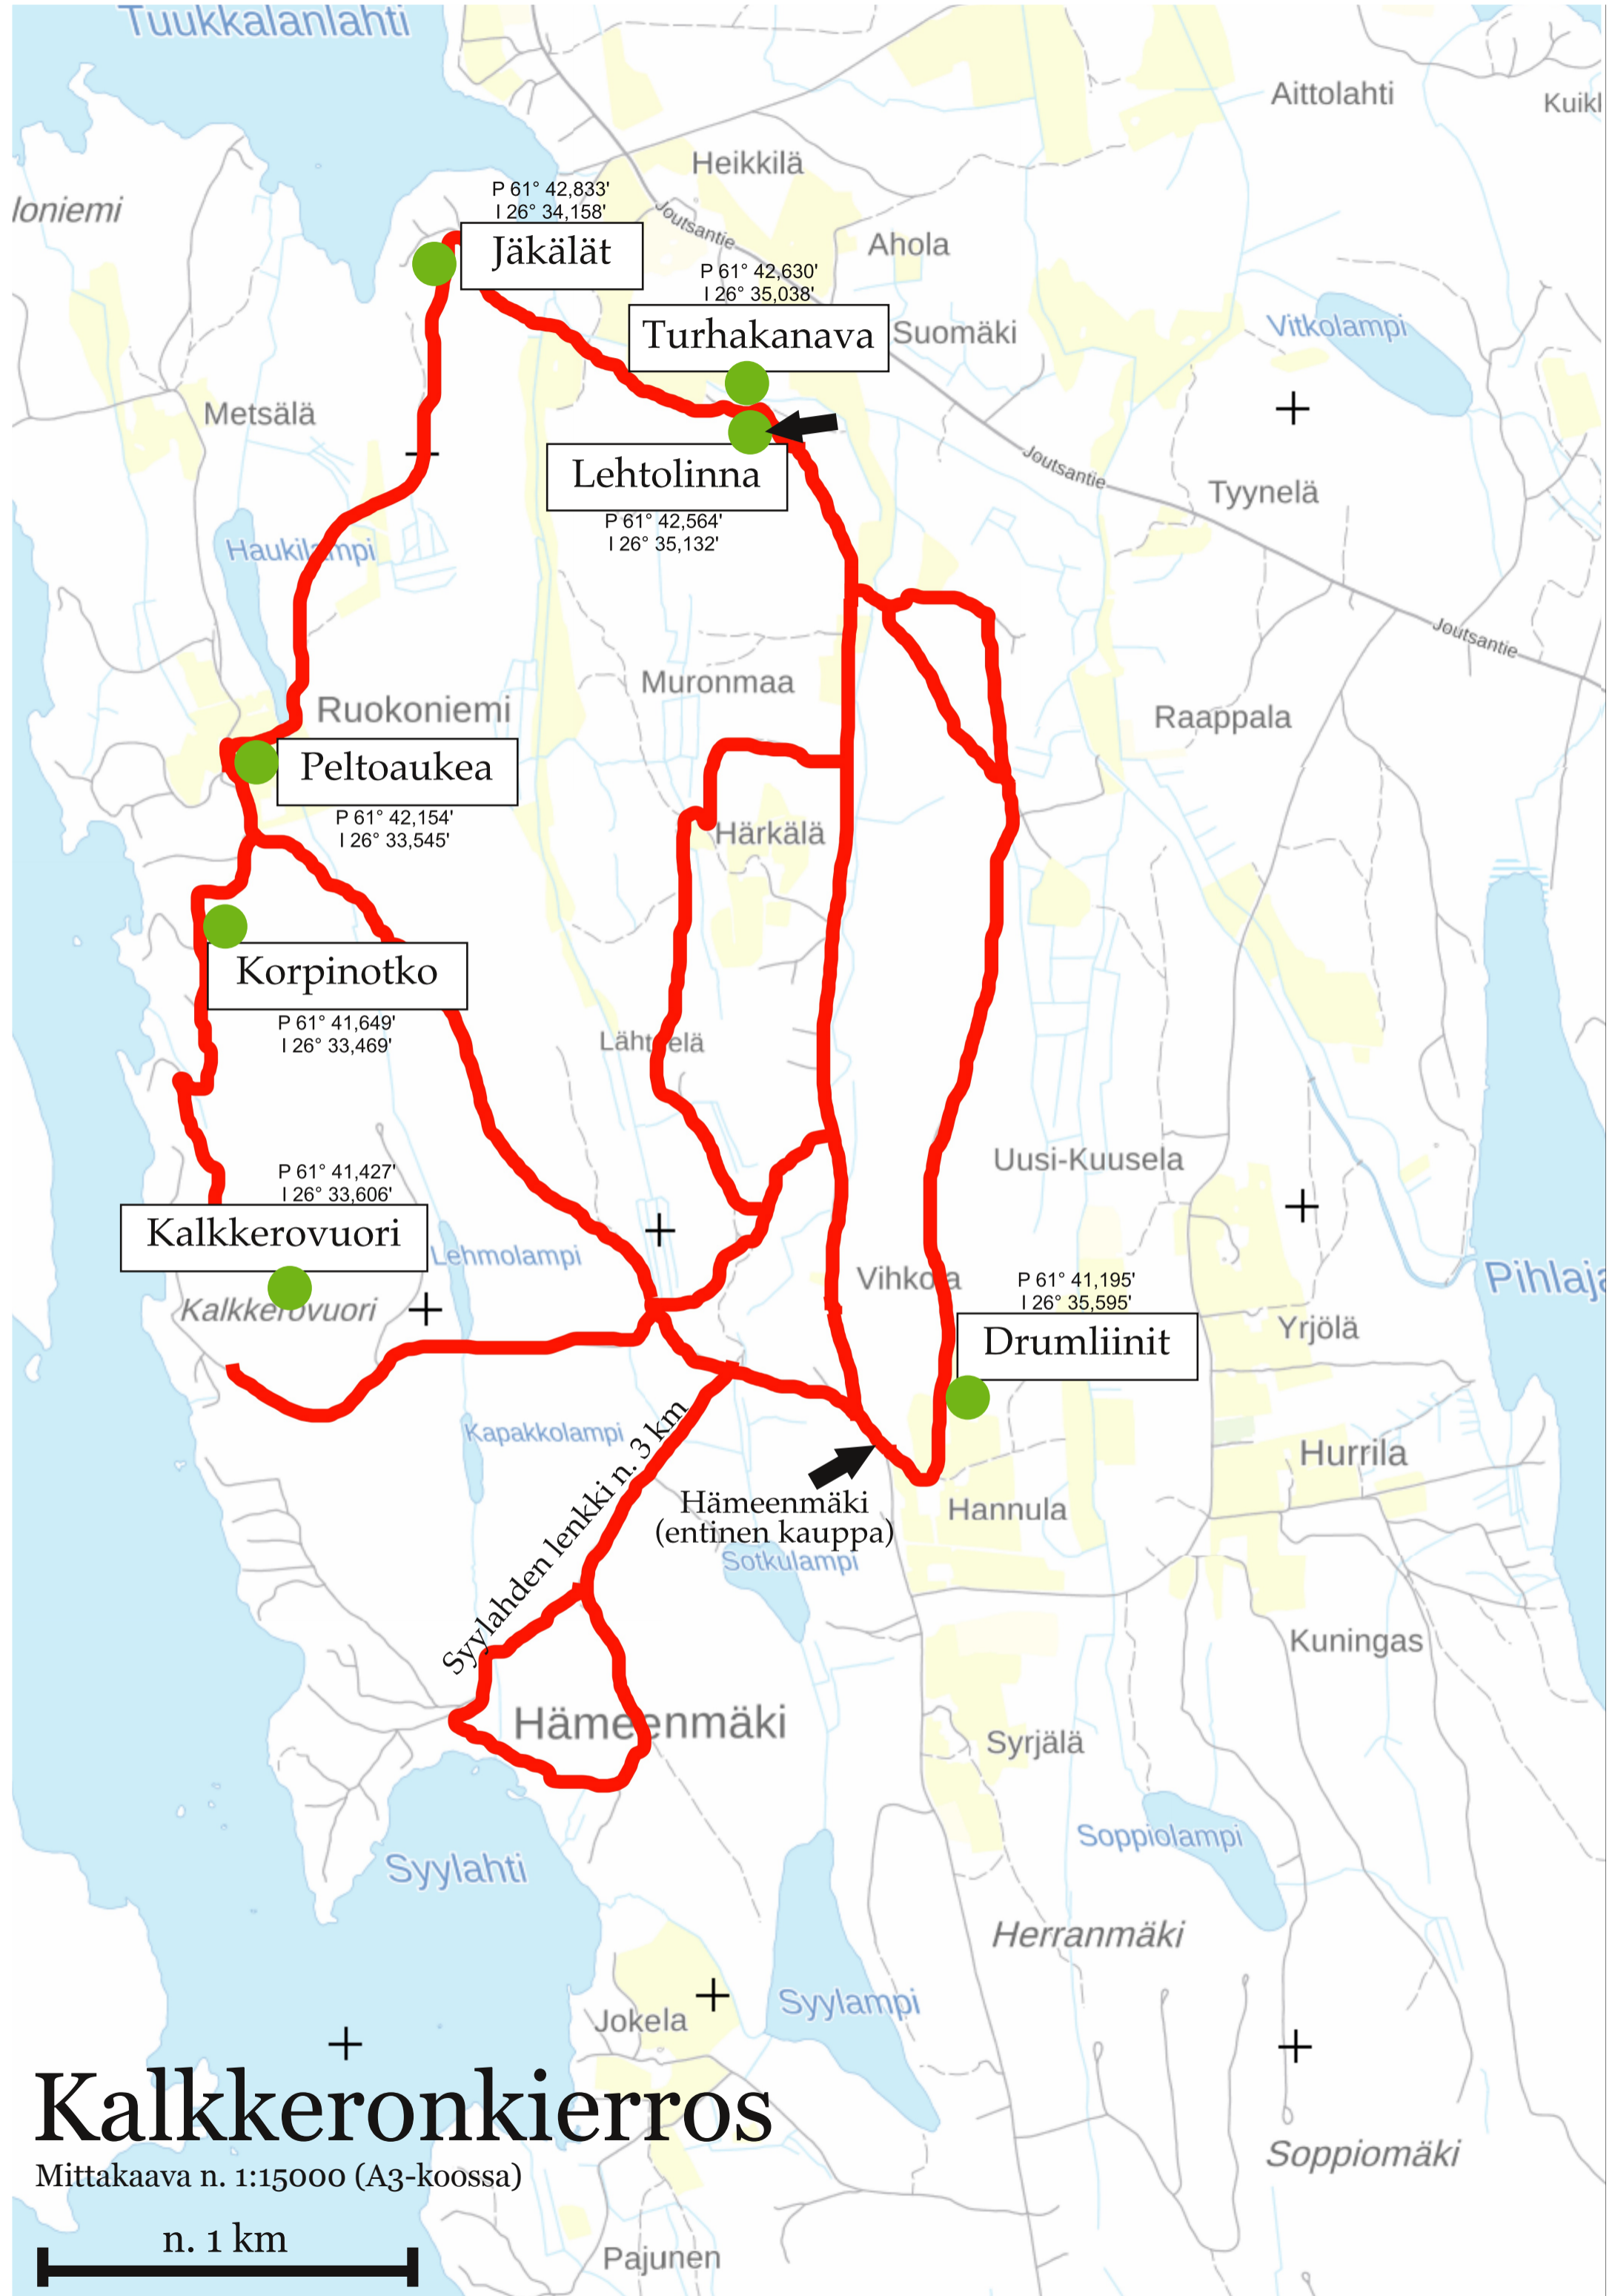 Tuukkalanlahti
Aittolahti
Kuikl
Heikkilä
loniemi
P 61° 42,833'
I 26° 34,158'
Jäkälät
Joutsantie
Ahola
P 61° 42,630'
I 26° 35,038'
Turhakanava
Suomäki
Vitkolampi
Metsälä
Lehtolinna
P 61° 42,564'
I 26° 35,132'
Joutsantie
Tyynelä
Haukilampi
Joutsantie
Muronmaa
Ruokoniemi
Raappala
Peltoaukea
P 61° 42,154'
I 26° 33,545'
Härkälä
Korpinotko
P 61° 41,649'
I 26° 33,469'
Uusi-Kuusela
P 61° 41,427'
I 26° 33,606'
Kalkkerovuori
Lehmolampi
Vihkola
P 61° 41,195'
I 26° 35,595'
Pihlaja
Kalkkerovuori
Drumliinit
Yrjölä
Kapakkolampi
Syylahden lenkki n. 3 km
Hurrila
Hämeenmäki
(entinen kauppa)
Hannula
Sotkulampi
Kuningas
Hämeenmäki
Syrjälä
Soppiolampi
Syylahti
Herranmäki
Syylampi
Jokela
Kalkkeronkierros
Mittakaava n. 1:15000 (A3-koossa)
Soppiomäki
n. 1 km
Pajunen